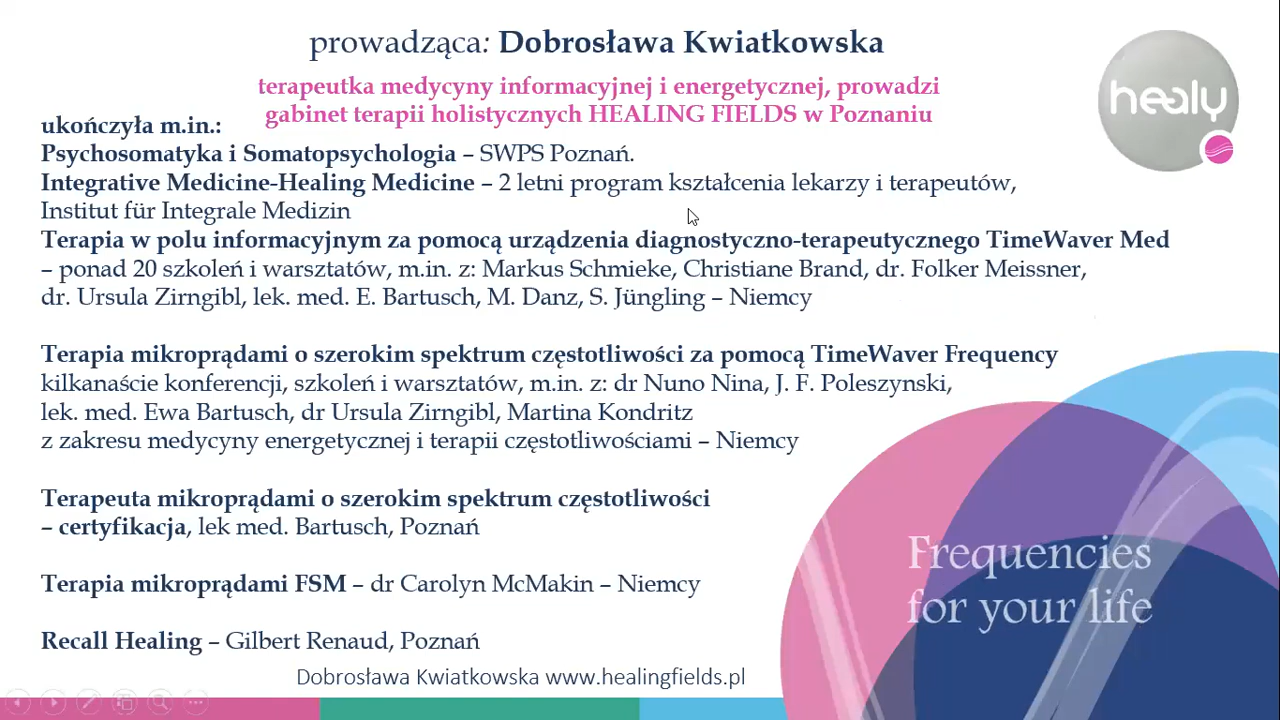 prowadząca: Dobrosława Kwiatkowska
terapeutka medycyny informacyjnej i energetycznej, prowadzi
gabinet terapii holistycznych HEALING FIELDS w Poznaniu
healy
ukończyła m.in.:
Psychosomatyka i Somatopsychologia – SWPS Poznań.
Integrative Medicine-Healing Medicine – 2 letni program kształcenia lekarzy i terapeutów,
Institut für Integrale Medizin
Terapia w polu informacyjnym za pomocą urządzenia diagnostyczno-terapeutycznego TimeWaver Med
– ponad 20 szkoleń i warsztatów, m.in. z: Markus Schmieke, Christiane Brand, dr. Folker Meissner,
dr. Ursula Zirngibl, lek. med. E. Bartusch, M. Danz, S. Jüngling – Niemcy
Terapia mikroprądami o szerokim spektrum częstotliwości za pomocą TimeWaver Frequency
kilkanaście konferencji, szkoleń i warsztatów, m.in. z: dr Nuno Nina, J. F. Poleszynski,
lek. med. Ewa Bartusch, dr Ursula Zirngibl, Martina Kondritz
z zakresu medycyny energetycznej i terapii częstotliwościami – Niemcy
Terapeuta mikroprądami o szerokim spektrum częstotliwości
– certyfikacja, lek med. Bartusch, Poznań
Terapia mikroprądami FSM – dr Carolyn McMakin – Niemcy
Recall Healing – Gilbert Renaud, Poznań
Frequencies
for your life
Dobrosława Kwiatkowska www.healingfields.pl